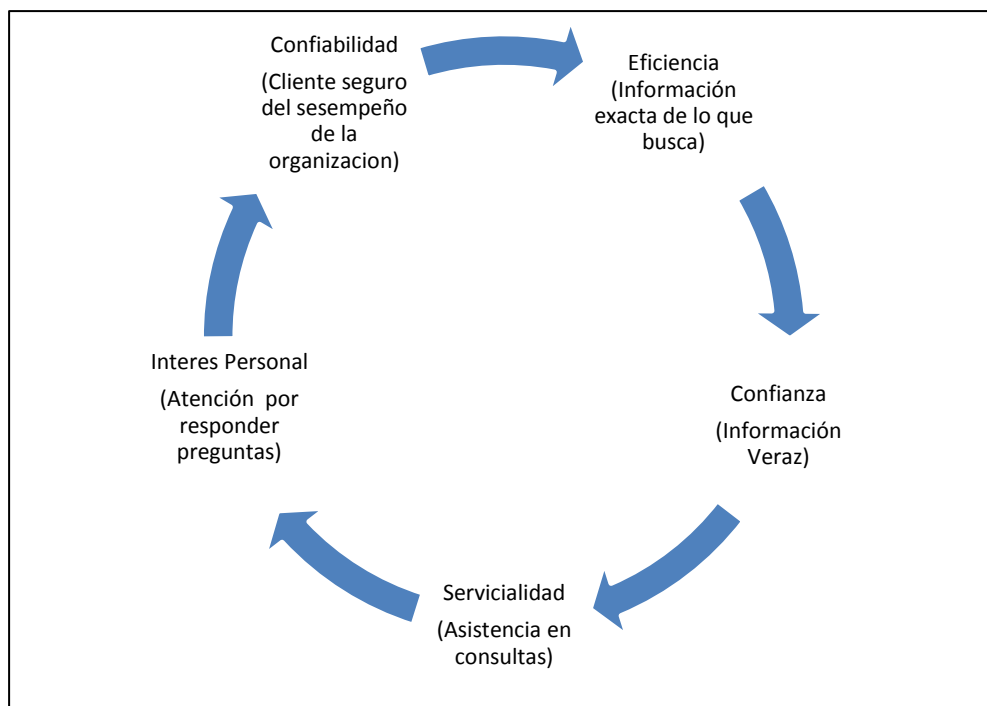 Confiabilidad
(Cliente seguro
del sesempeño
de la
organizacion)
Eficiencia
(Información
exacta de lo que
busca)
Confianza
(Información
Veraz)
Servicialidad
(Asistencia en
consultas)
Interes Personal
(Atención por
responder
preguntas)